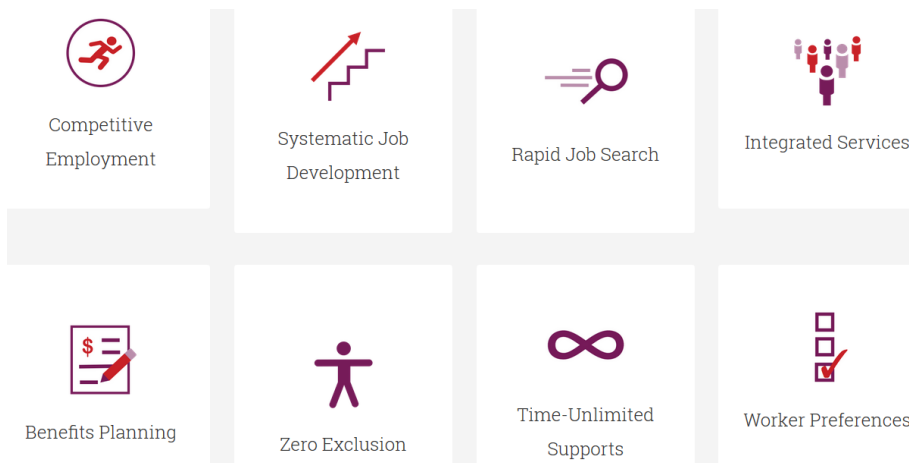 Competitive
Employment
Systematic Job
Development
Rapid Job Search
Integrated Services
$
Benefits Planning
Zero Exclusion
Time-Unlimited
Supports
Worker Preferences